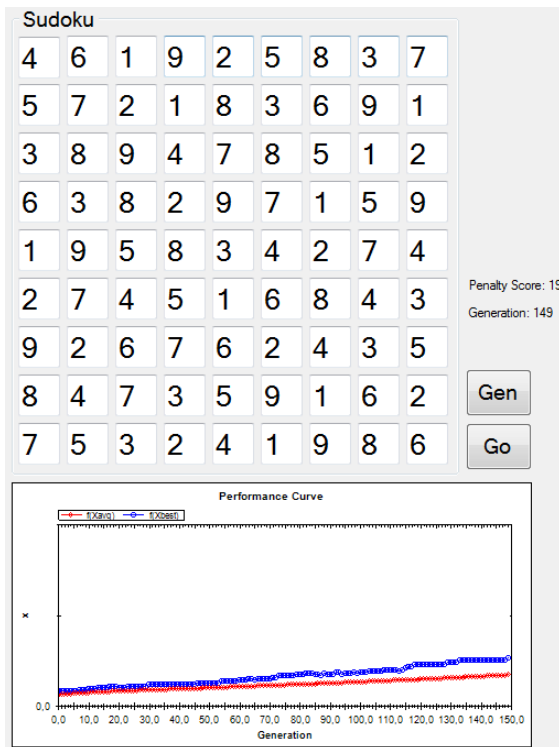 Sudoku
4 6 1 9 2 5 8 3 7
5 7 2 1 8 3 6 9 1
3 8 9 4 7 8 5 1 2
6 3 8 2 9 7 1 5 9
1 9 5 8 3 4 2 7 4
2 7 4 5 1 6 8 4 3
Penalty Score: 19
Generation: 149
9 2 6 7 6 2 4 3 5
8 4 7 3 5 9 1 6 2
Gen
7 5 3 2 4 1 9 8 6
Go
Performance Curve
f(Xavg) f(Xbest)
x
0,0
0,0 10,0 20,0 30,0 40,0 50,0 60,0 70,0 80,0 90,0 100,0 110,0 120,0 130,0 140,0 150,0
Generation